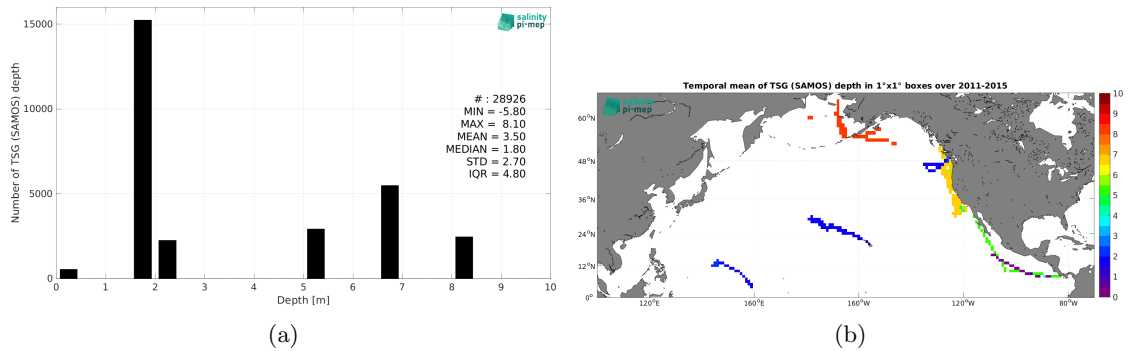 salinity
pi-mep
15000
10000
5000
0
Number of TSG (SAMOS) depth
# : 28926
MIN = -5.80
MAX = 8.10
MEAN = 3.50
MEDIAN = 1.80
STD = 2.70
IQR = 4.80
0 1 2 3 4 5 6 7 8 9 10
Depth [m]
(a)
Temporal mean of TSG (SAMOS) depth in 1°x1° boxes over 2011-2015
salinity
pi-mep
60°N
48°N
36°N
24°N
12°N
0°
120°E 160°E 160°W 120°W 80°W
10
9
8
7
6
5
4
3
2
1
0
(b)